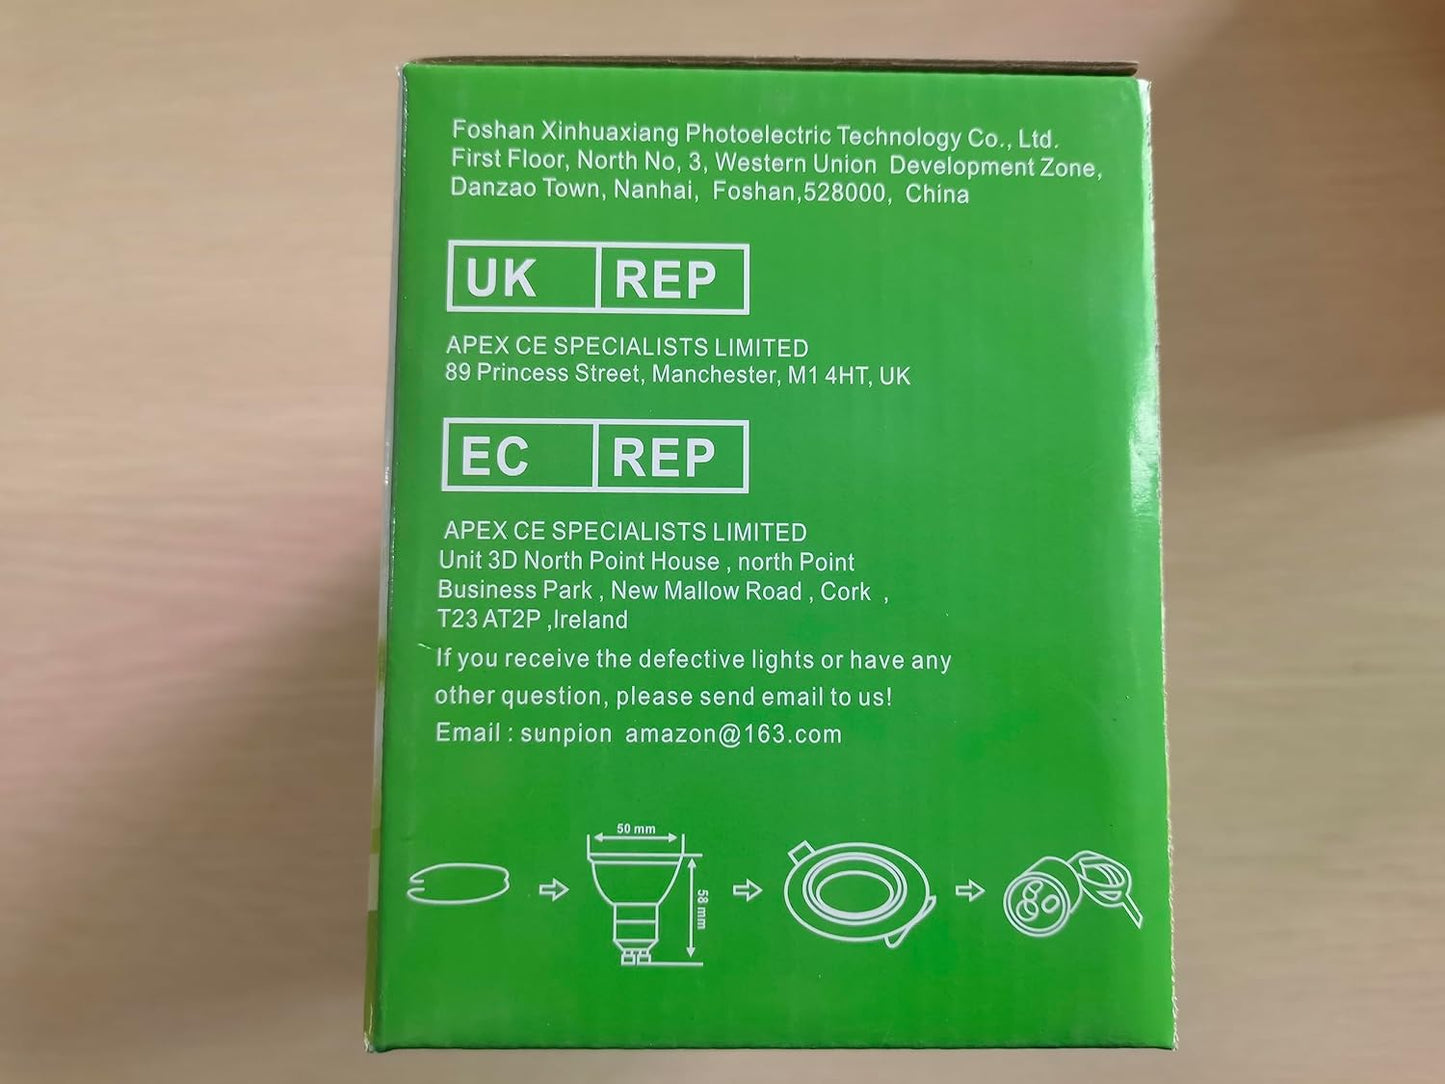 Foshan Xinhuaxiang Photoelectric Technology Co., Ltd.
First Floor, North No, 3, Western Union Development Zone,
Danzao Town, Nanhai, Foshan,528000, China
UK REP
APEX CE SPECIALISTS LIMITED
89 Princess Street, Manchester, M1 4HT, UK
EC REP
APEX CE SPECIALISTS LIMITED
Unit 3D North Point House , north Point
Business Park , New Mallow Road , Cork ,
T23 AT2P ,Ireland
If you receive the defective lights or have any
other question, please send email to us!
Email : sunpion amazon@163.com
50 mm
58 mm